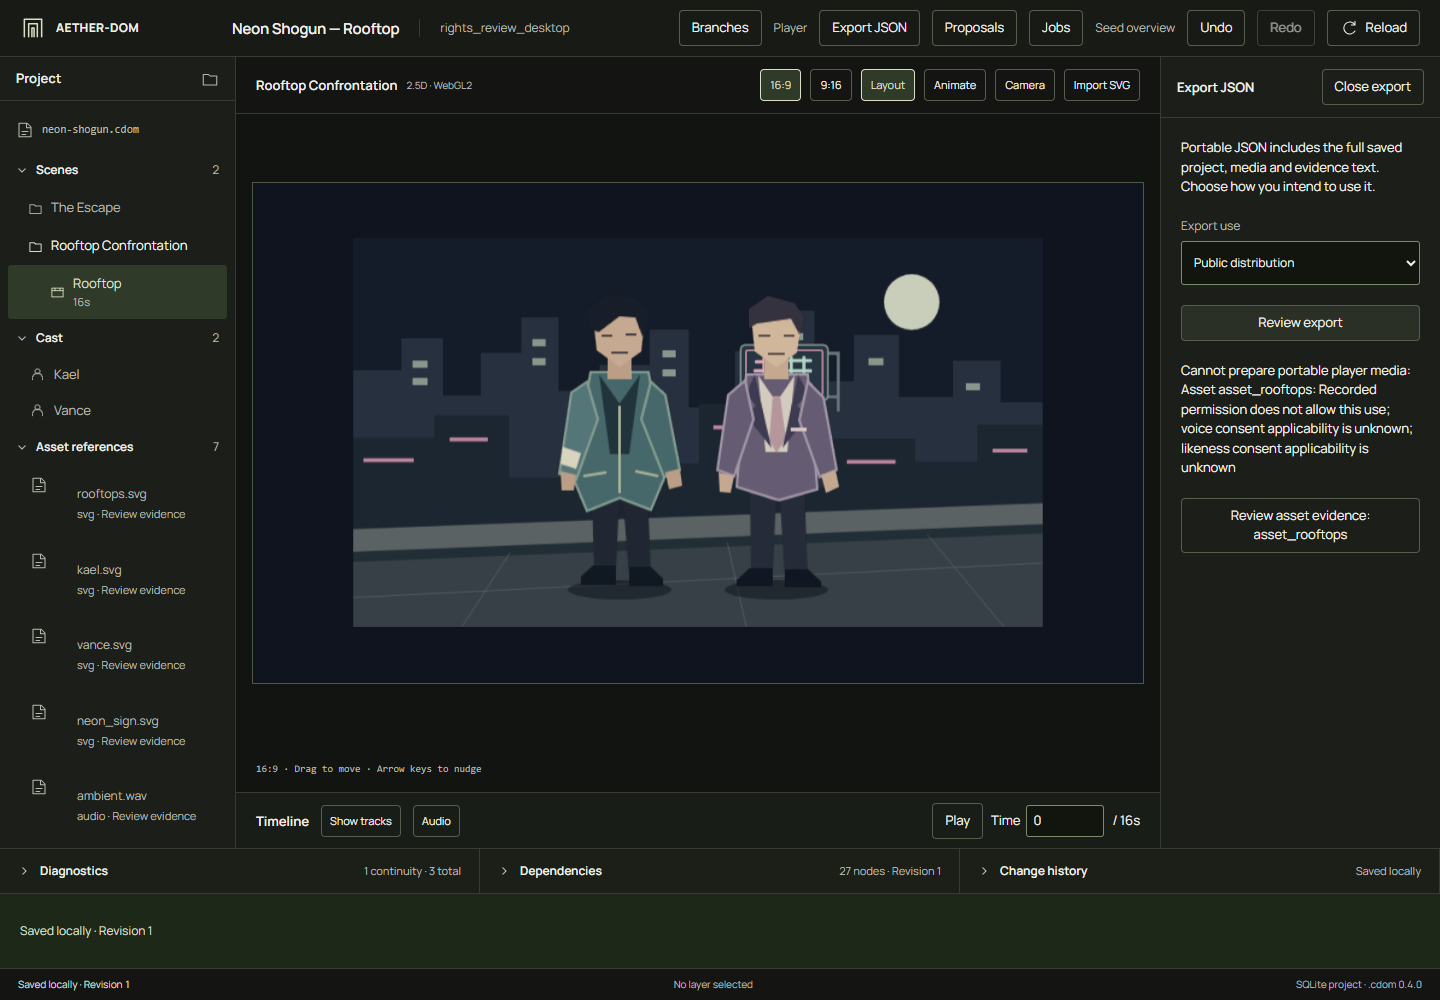 AETHER-DOM
Neon Shogun — Rooftop
rights_review_desktop
Branches
Player
Export JSON
Proposals
Jobs
Seed overview
Undo
Redo
Reload
Project
neon-shogun.cdom
Scenes 2
The Escape
Rooftop Confrontation
Rooftop
16s
Cast 2
Kael
Vance
Asset references 7
rooftops.svg
svg · Review evidence
kael.svg
svg · Review evidence
vance.svg
svg · Review evidence
neon_sign.svg
svg · Review evidence
ambient.wav
audio · Review evidence
Rooftop Confrontation 2.5D · WebGL2
16:9
9:16
Layout
Animate
Camera
Import SVG
16:9 · Drag to move · Arrow keys to nudge
Timeline
Show tracks
Audio
Play
Time 0 / 16s
Export JSON
Close export
Portable JSON includes the full saved
project, media and evidence text.
Choose how you intend to use it.
Export use
Public distribution
Review export
Cannot prepare portable player media:
Asset asset_rooftops: Recorded
permission does not allow this use;
voice consent applicability is unknown;
likeness consent applicability is
unknown
Review asset evidence:
asset_rooftops
Diagnostics 1 continuity · 3 total
Dependencies 27 nodes · Revision 1
Change history Saved locally
Saved locally · Revision 1
Saved locally · Revision 1
No layer selected
SQLite project · .cdom 0.4.0